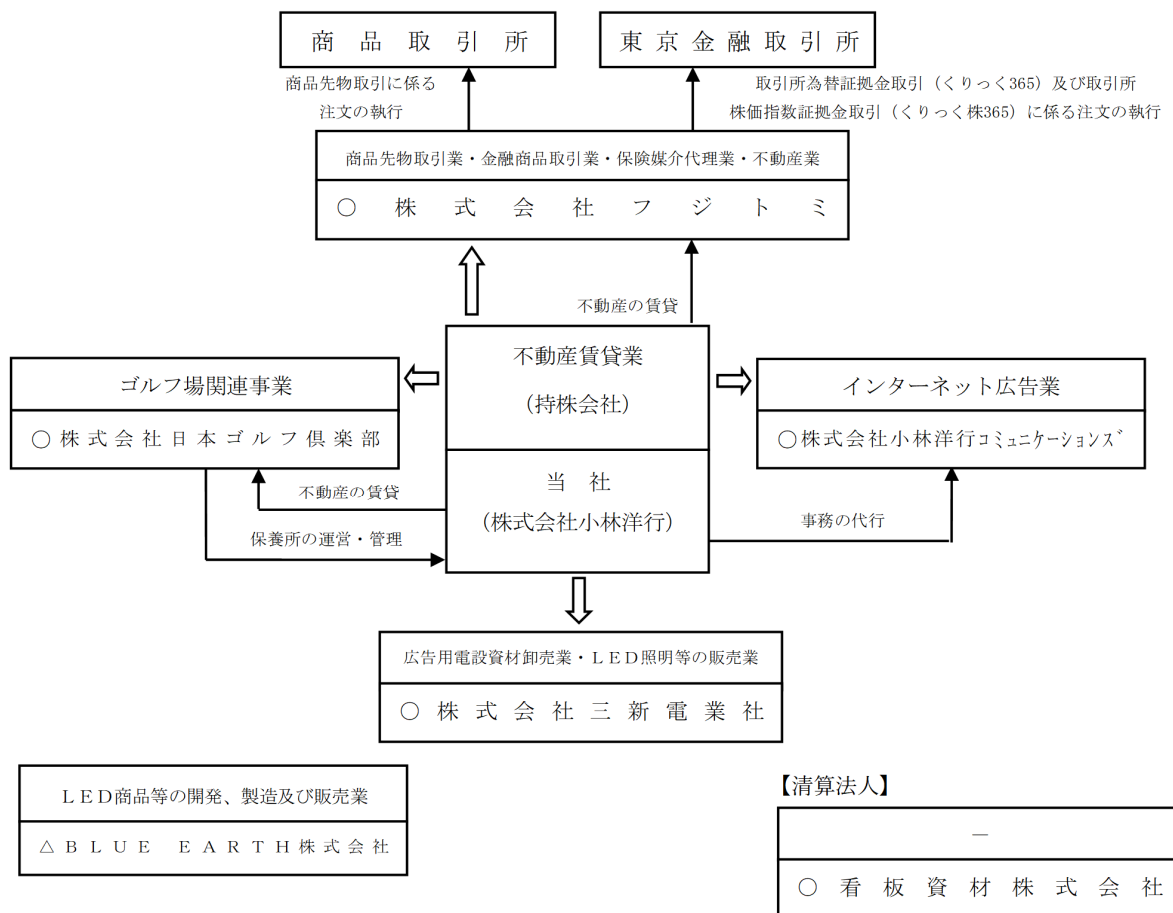 商品取引所
東京金融取引所
商品先物取引に係る
注文の執行
取引所為替証拠金取引（くりっく365）及び取引所
株価指数証拠金取引（くりっく株365）に係る注文の執行
商品先物取引業・金融商品取引業・保険媒介代理業・不動産業
○株式会社フジトミ
不動産の賃貸
不動産賃貸業
（持株会社）
当　社
（株式会社小林洋行）
ゴルフ場関連事業
○株式会社日本ゴルフ倶楽部
不動産の賃貸
保養所の運営・管理
インターネット広告業
○株式会社小林洋行ｺﾐｭﾆｹｰｼｮﾝｽﾞ
事務の代行
広告用電設資材卸売業・ＬＥＤ照明等の販売業
○株式会社三新電業社
ＬＥＤ商品等の開発、製造及び販売業
△ＢＬＵＥ　ＥＡＲＴＨ株式会社
【清算法人】
―
○看板資材株式会社